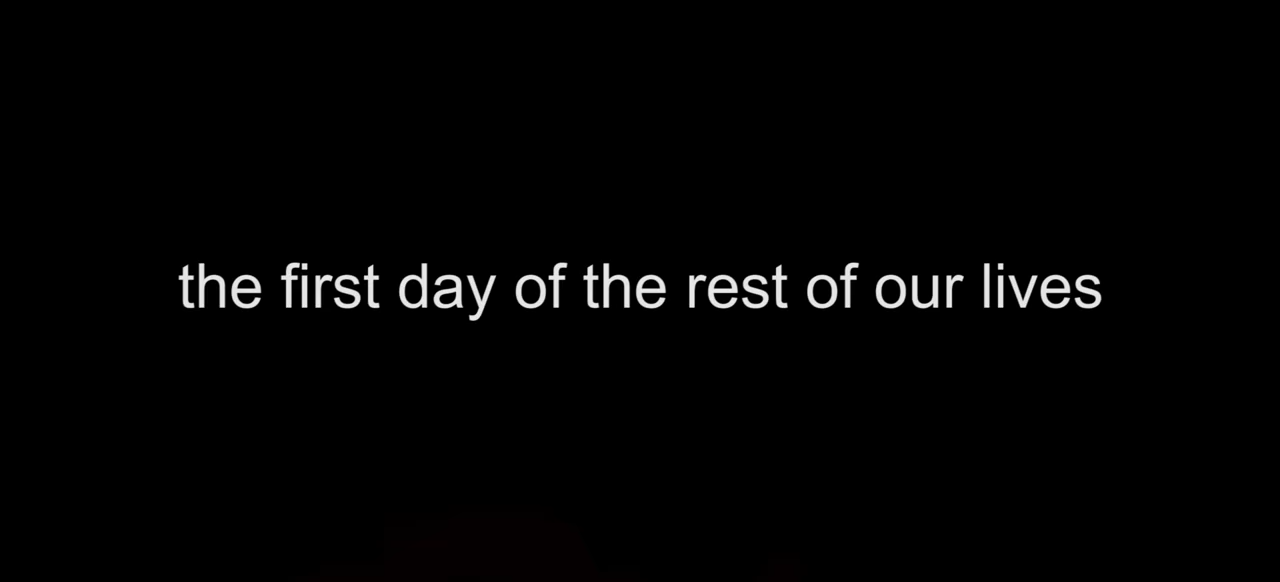 the first day of the rest of our lives